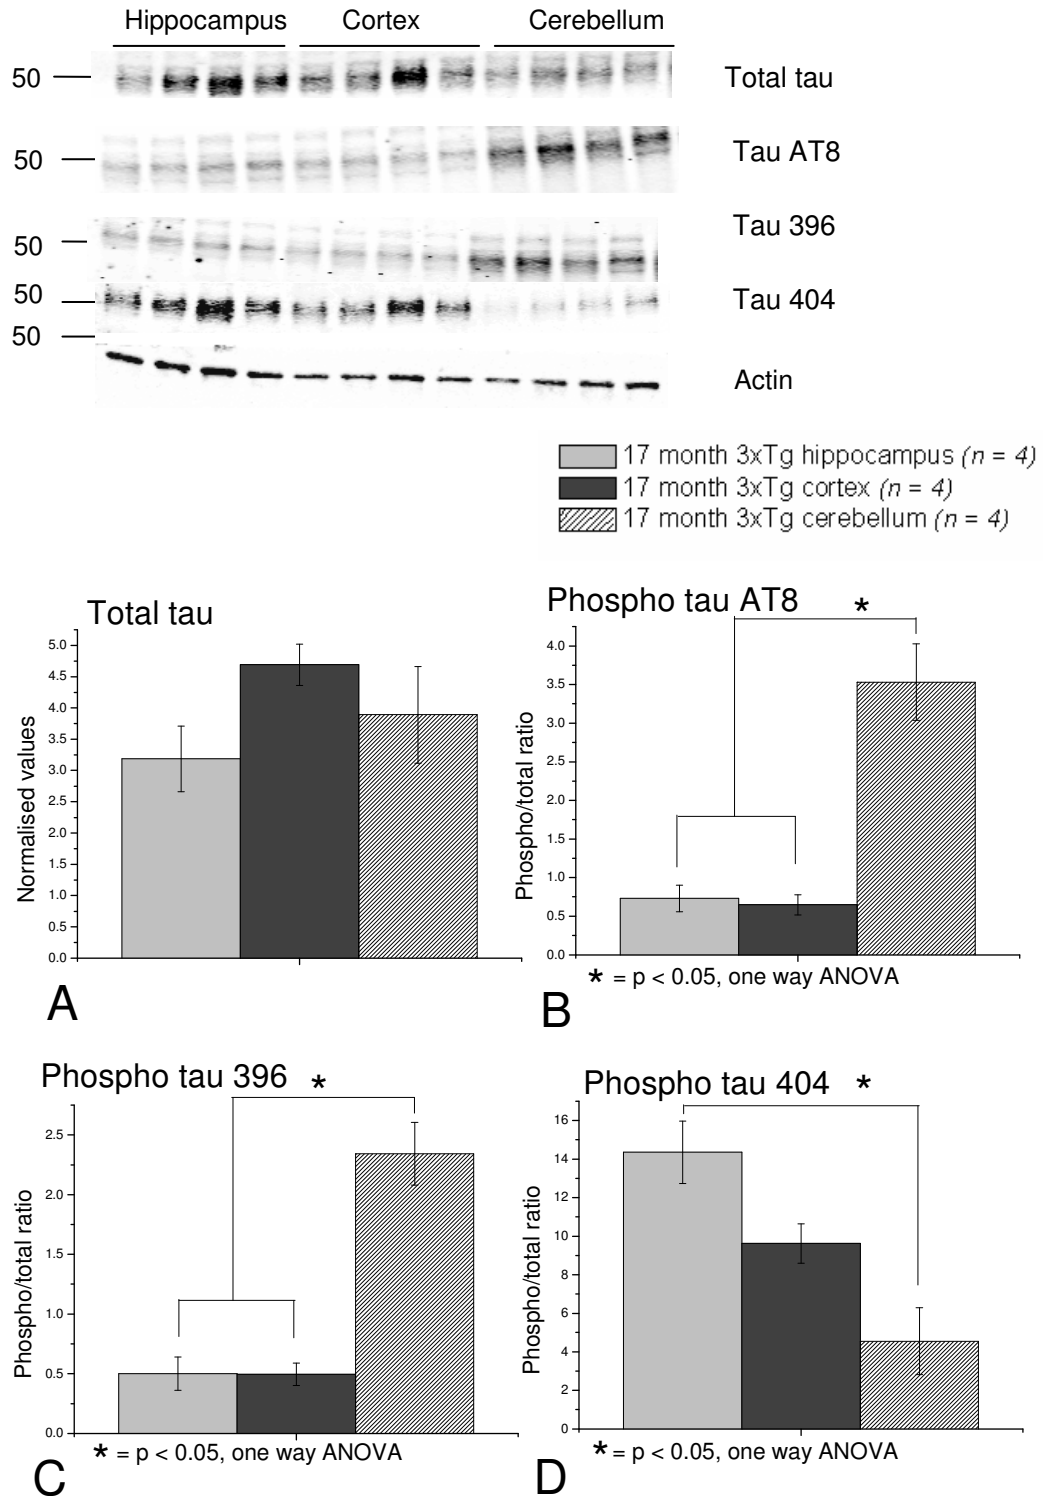 Hippocampus Cortex Cerebellum
50 Total tau
50 Tau AT8
50 Tau 396
50 Tau 404
50
Actin
17 month 3xTg hippocampus (n = 4)
17 month 3xTg cortex (n = 4)
17 month 3xTg cerebellum (n = 4)
Total tau
Normalised values
5.0
4.5
4.0
3.5
3.0
2.5
2.0
1.5
1.0
0.5
0.0
A
Phospho tau AT8 *
Phospho/total ratio
4.0
3.5
3.0
2.5
2.0
1.5
1.0
0.5
0.0
* = p < 0.05, one way ANOVA
B
Phospho tau 396 *
Phospho/total ratio
2.5
2.0
1.5
1.0
0.5
0.0
* = p < 0.05, one way ANOVA
C
Phospho tau 404 *
Phospho/total ratio
16
14
12
10
8
6
4
2
0
* = p < 0.05, one way ANOVA
D